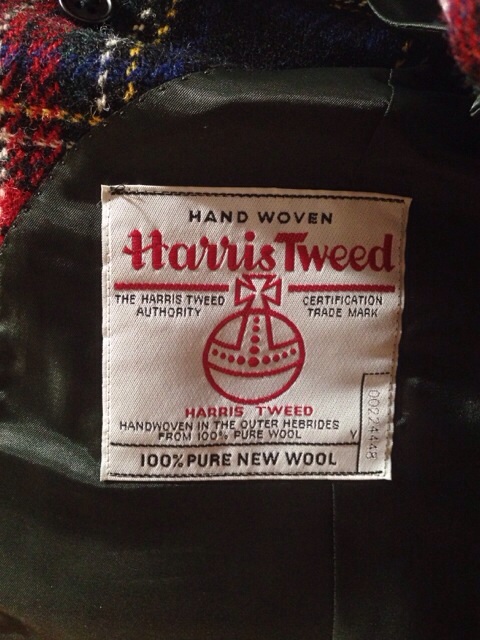 HAND WOVEN
Harris Tweed
THE HARRIS TWEED
AUTHORITY
CERTIFICATION
TRADE MARK
HARRIS TWEED
HANDWOVEN IN THE OUTER HEBRIDES
FROM 100% PURE WOOL Y
100% PURE NEW WOOL
00224448